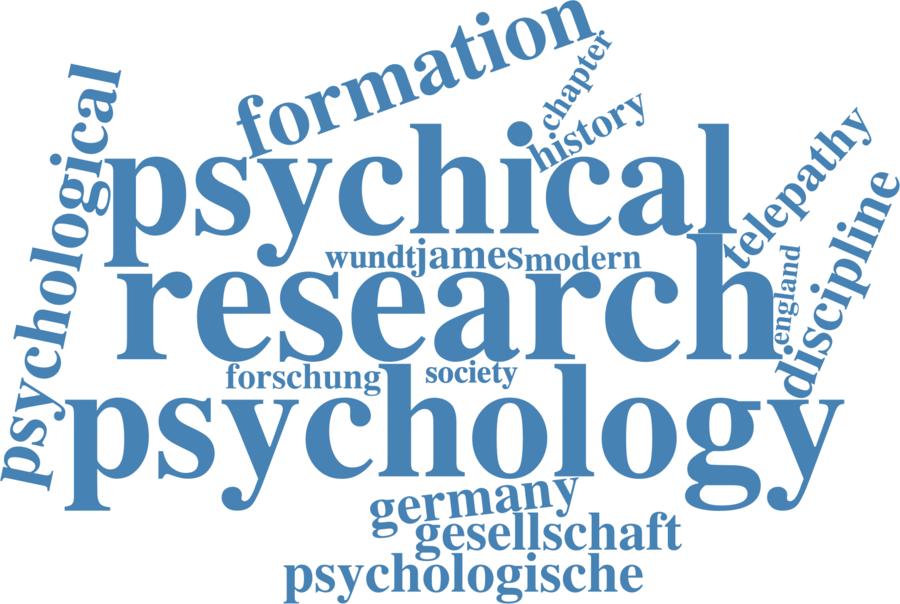 formation
chapter
history
psychological
psychical
telepathy
discipline
wundt
james
modern
research
england
forschung
society
psychology
germany
gesellschaft
psychologische